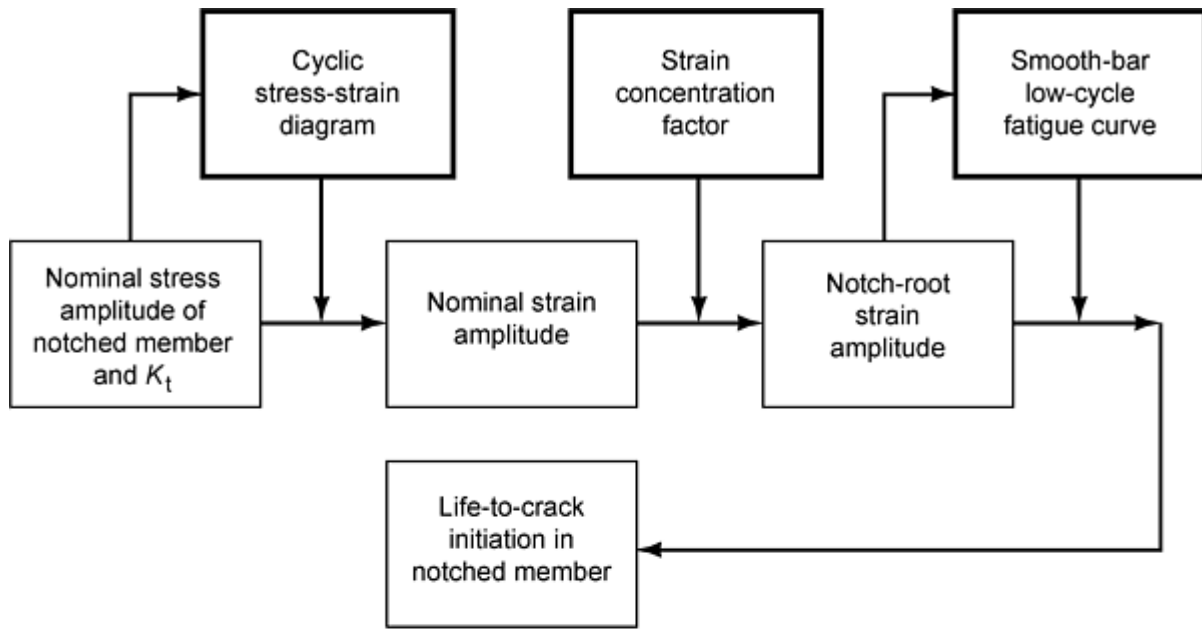 Cyclic
stress-strain
diagram
Strain
concentration
factor
Smooth-bar
low-cycle
fatigue curve
Nominal stress
amplitude of
notched member
and Kt
Nominal strain
amplitude
Notch-root
strain
amplitude
Life-to-crack
initiation in
notched member